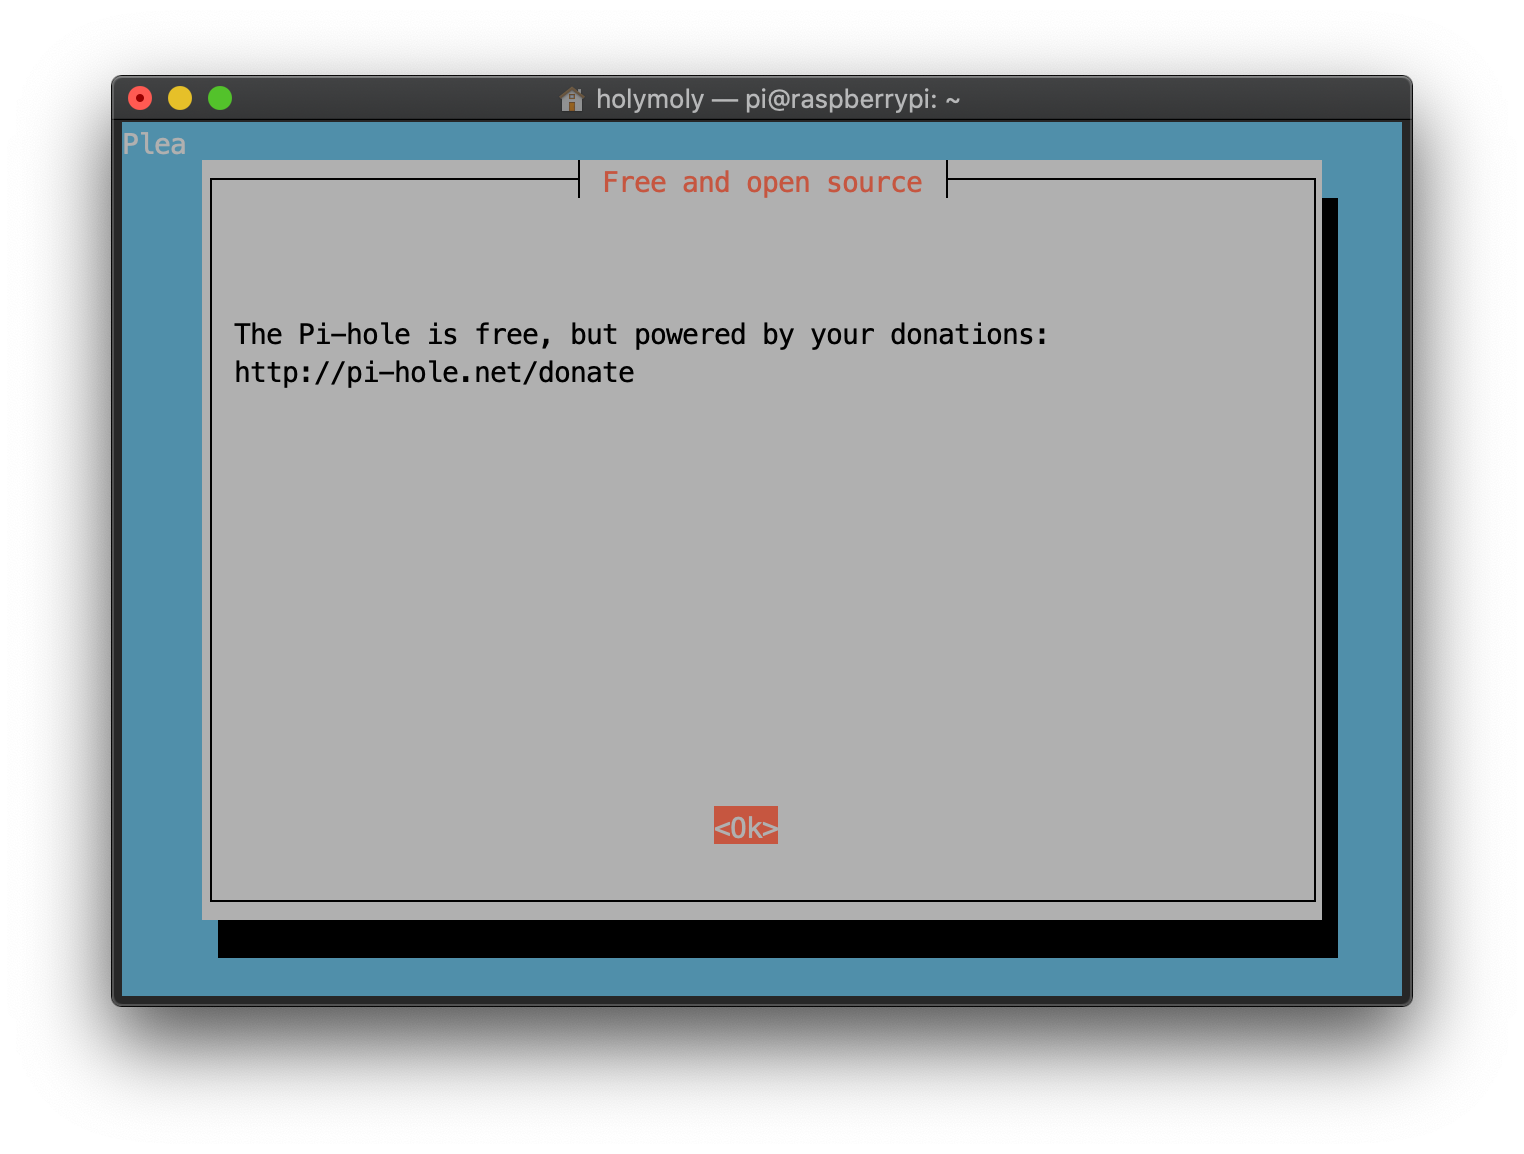 holymoly — pi@raspberrypi: ~
Plea
Free and open source
The Pi-hole is free, but powered by your donations:
http://pi-hole.net/donate
<Ok>